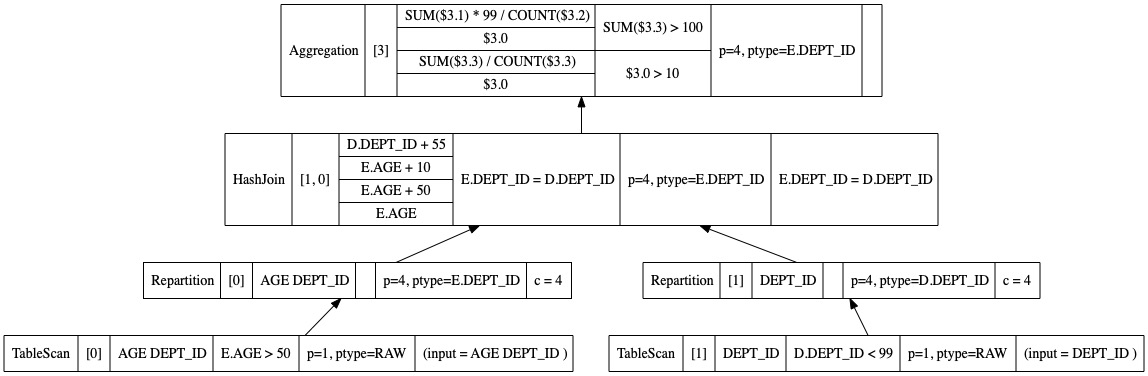 Aggregation [3] SUM($3.1) * 99 / COUNT($3.2) SUM($3.3) > 100 p=4, ptype=E.DEPT_ID
$3.0
SUM($3.3) / COUNT($3.3) $3.0 > 10
$3.0
HashJoin [1, 0] D.DEPT_ID + 55 E.DEPT_ID = D.DEPT_ID p=4, ptype=E.DEPT_ID E.DEPT_ID = D.DEPT_ID
E.AGE + 10
E.AGE + 50
E.AGE
Repartition [0] AGE DEPT_ID p=4, ptype=E.DEPT_ID c = 4
Repartition [1] DEPT_ID p=4, ptype=D.DEPT_ID c = 4
TableScan [0] AGE DEPT_ID E.AGE > 50 p=1, ptype=RAW (input = AGE DEPT_ID )
TableScan [1] DEPT_ID D.DEPT_ID < 99 p=1, ptype=RAW (input = DEPT_ID )